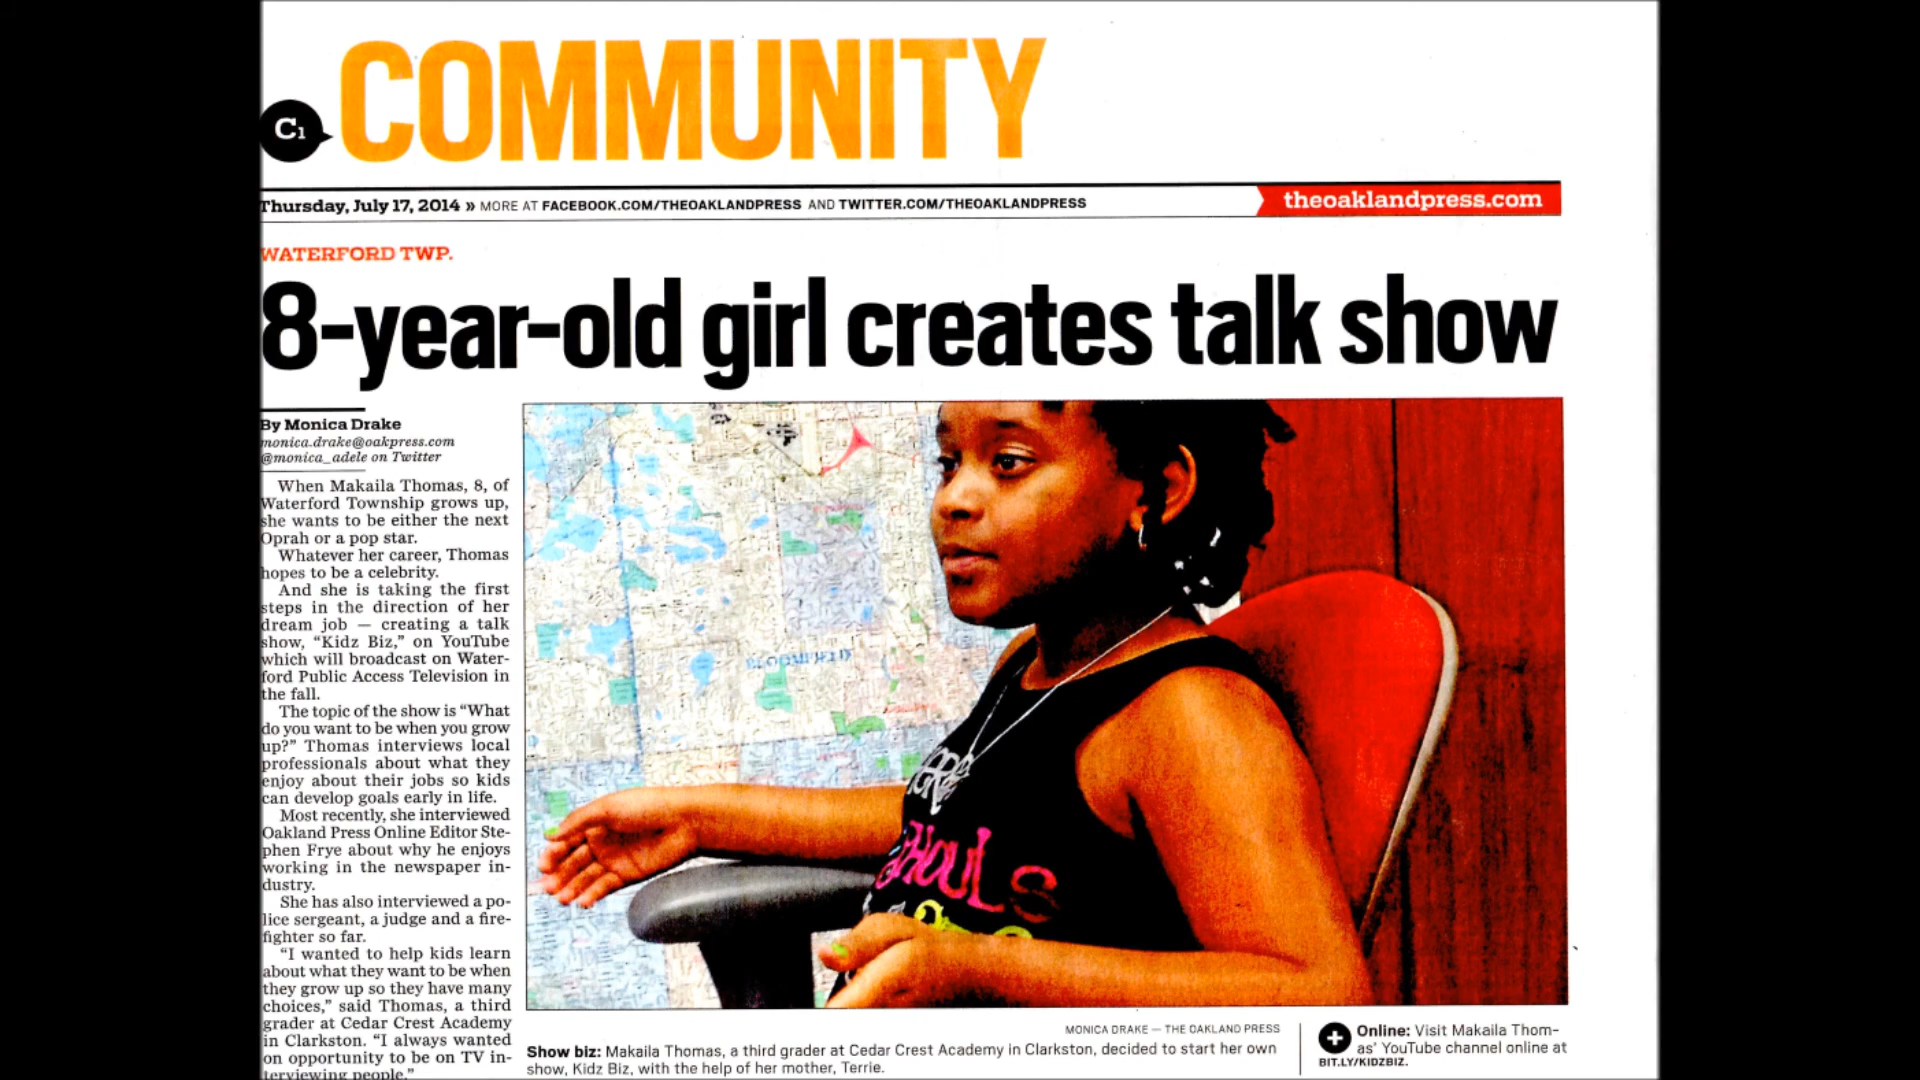 C1
COMMUNITY
Thursday, July 17, 2014 » MORE AT FACEBOOK.COM/THEOAKLANDPRESS AND TWITTER.COM/THEOAKLANDPRESS
theoaklandpress.com
WATERFORD TWP.
8-year-old girl creates talk show
By Monica Drake
monica.drake@oakpress.com
@monica_adele on Twitter
When Makaila Thomas, 8, of
Waterford Township grows up,
she wants to be either the next
Oprah or a pop star.
Whatever her career, Thomas
hopes to be a celebrity.
And she is taking the first
steps in the direction of her
dream job — creating a talk
show, “Kidz Biz,” on YouTube
which will broadcast on Water-
ford Public Access Television in
the fall.
The topic of the show is “What
do you want to be when you grow
up?” Thomas interviews local
professionals about what they
enjoy about their jobs so kids
can develop goals early in life.
Most recently, she interviewed
Oakland Press Online Editor Ste-
phen Frye about why he enjoys
working in the newspaper in-
dustry.
She has also interviewed a po-
lice sergeant, a judge and a fire-
fighter so far.
“I wanted to help kids learn
about what they want to be when
they grow up so they have many
choices,” said Thomas, a third
grader at Cedar Crest Academy
in Clarkston. “I always wanted
on opportunity to be on TV in-
terviewing people.”
BLOOMFIELD
GHOULS
MONICA DRAKE — THE OAKLAND PRESS
Show biz: Makaila Thomas, a third grader at Cedar Crest Academy in Clarkston, decided to start her own
show, Kidz Biz, with the help of her mother, Terrie.
Online: Visit Makaila Thom-
as’ YouTube channel online at
BIT.LY/KIDZBIZ.